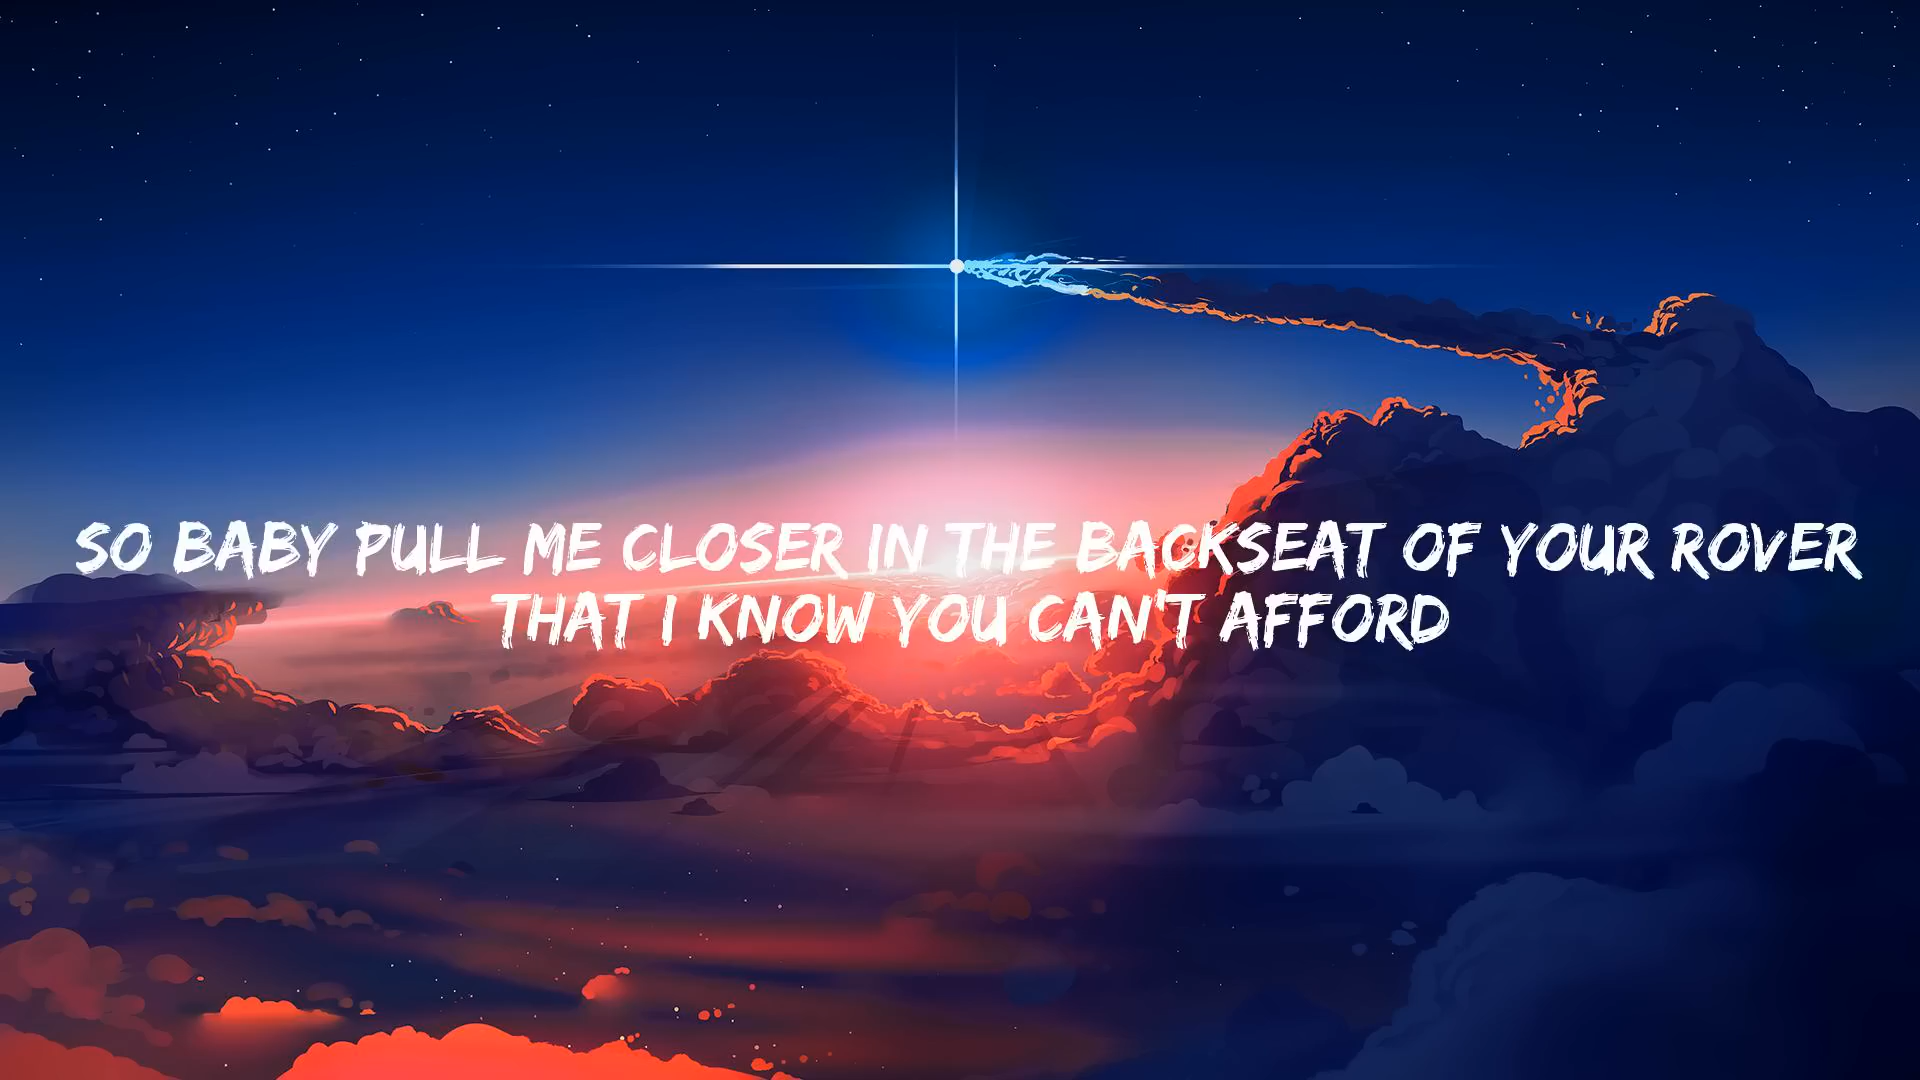 SO BABY PULL ME CLOSER IN THE BACKSEAT OF YOUR ROVER
THAT I KNOW YOU CAN'T AFFORD